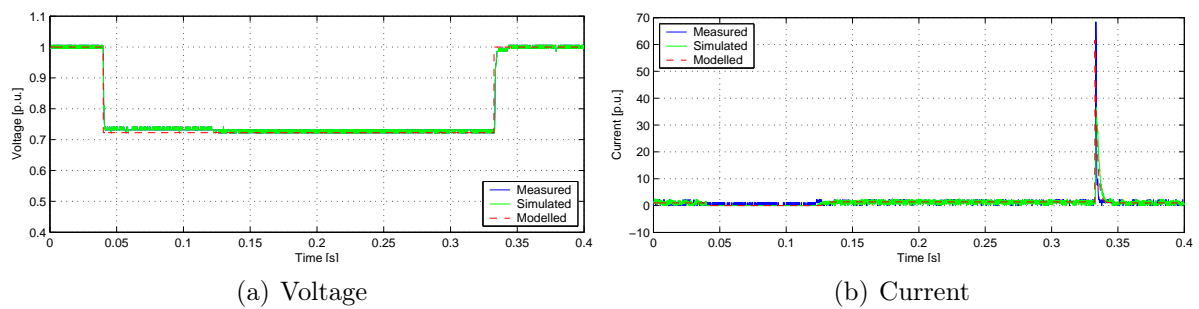 1.1
1
0.9
0.8
0.7
0.6
0.5
0.4
Voltage [p.u.]
0 0.05 0.1 0.15 0.2 0.25 0.3 0.35 0.4
Time [s]
Measured
Simulated
Modelled
(a) Voltage
70
60
50
40
30
20
10
0
−10
Current [p.u.]
0 0.05 0.1 0.15 0.2 0.25 0.3 0.35 0.4
Time [s]
Measured
Simulated
Modelled
(b) Current